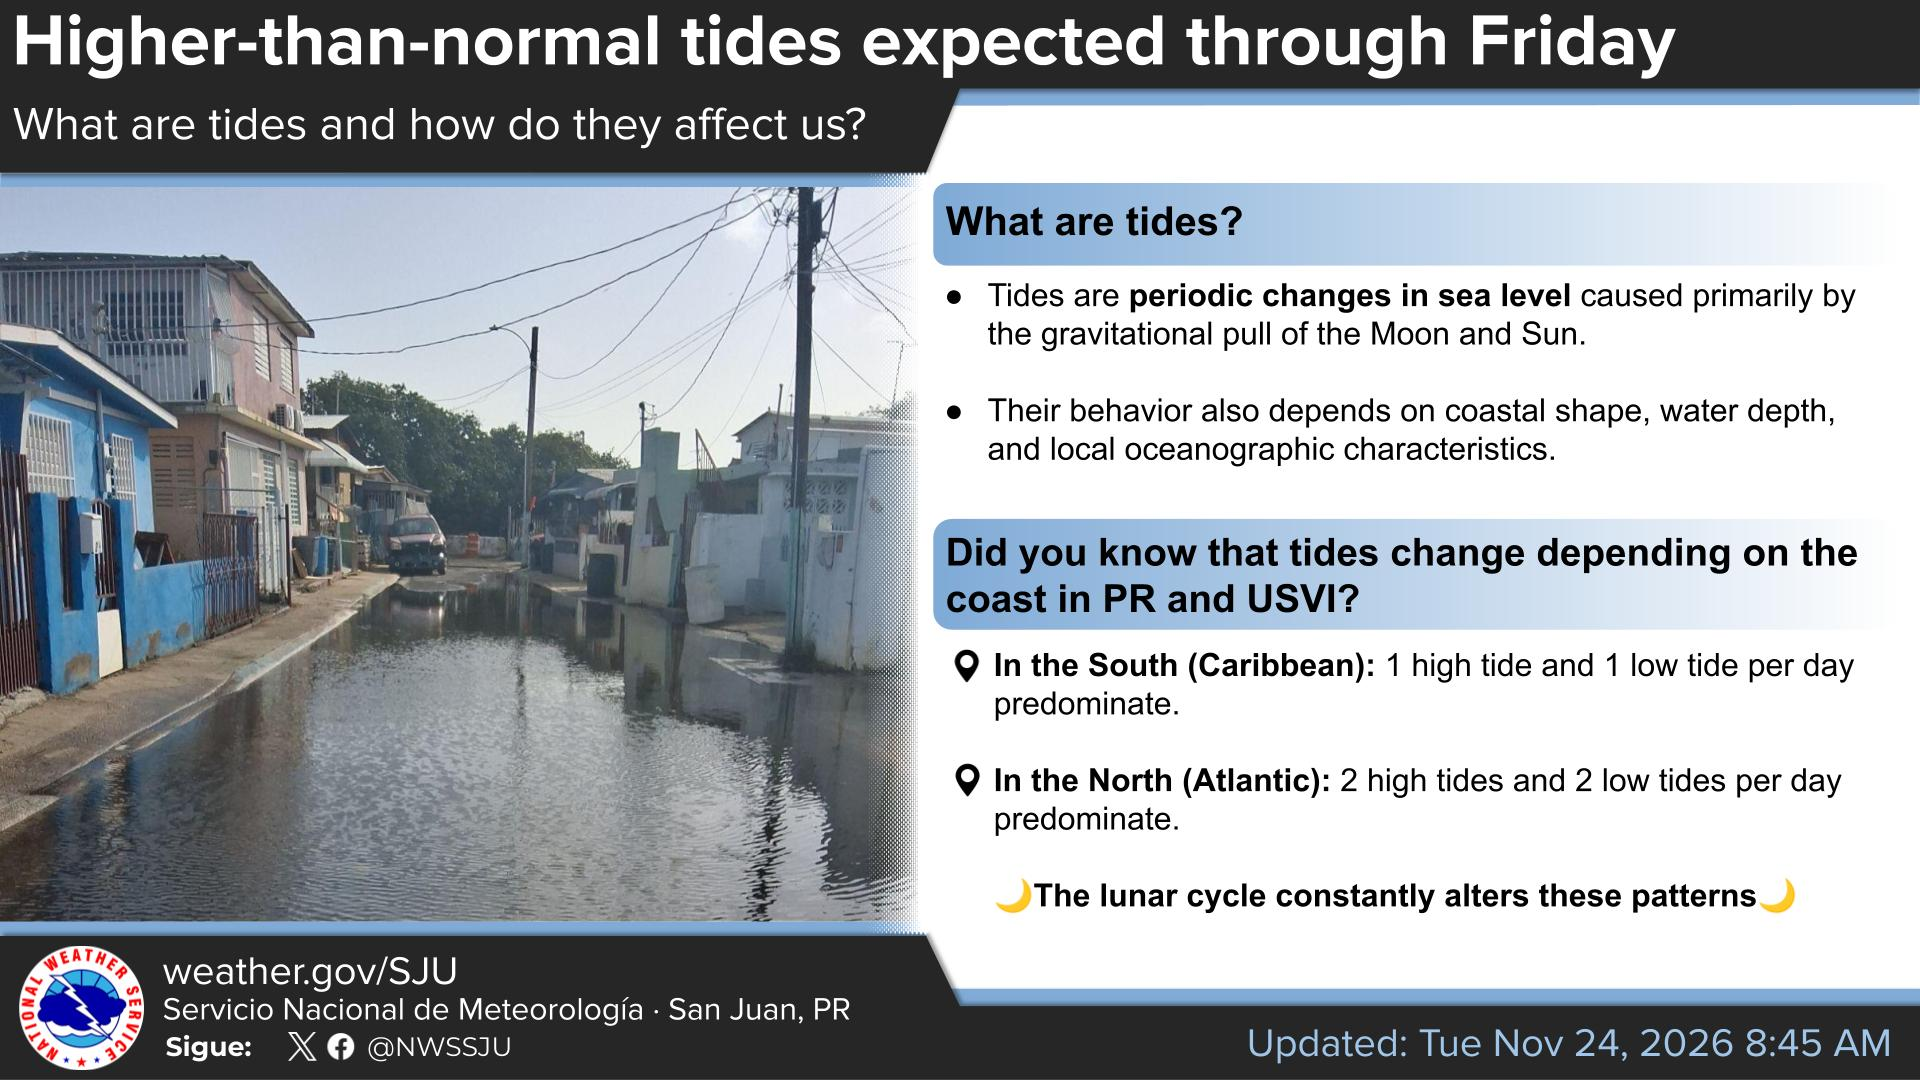 Higher-than-normal tides expected through Friday
What are tides and how do they affect us?
What are tides?
● Tides are periodic changes in sea level caused primarily by
the gravitational pull of the Moon and Sun.
● Their behavior also depends on coastal shape, water depth,
and local oceanographic characteristics.
Did you know that tides change depending on the
coast in PR and USVI?
In the South (Caribbean): 1 high tide and 1 low tide per day
predominate.
In the North (Atlantic): 2 high tides and 2 low tides per day
predominate.
🌙The lunar cycle constantly alters these patterns🌙
NATIONAL WEATHER SERVICE
weather.gov/SJU
Servicio Nacional de Meteorología · San Juan, PR
Sigue: @NWSSJU
Updated: Tue Nov 24, 2026 8:45 AM